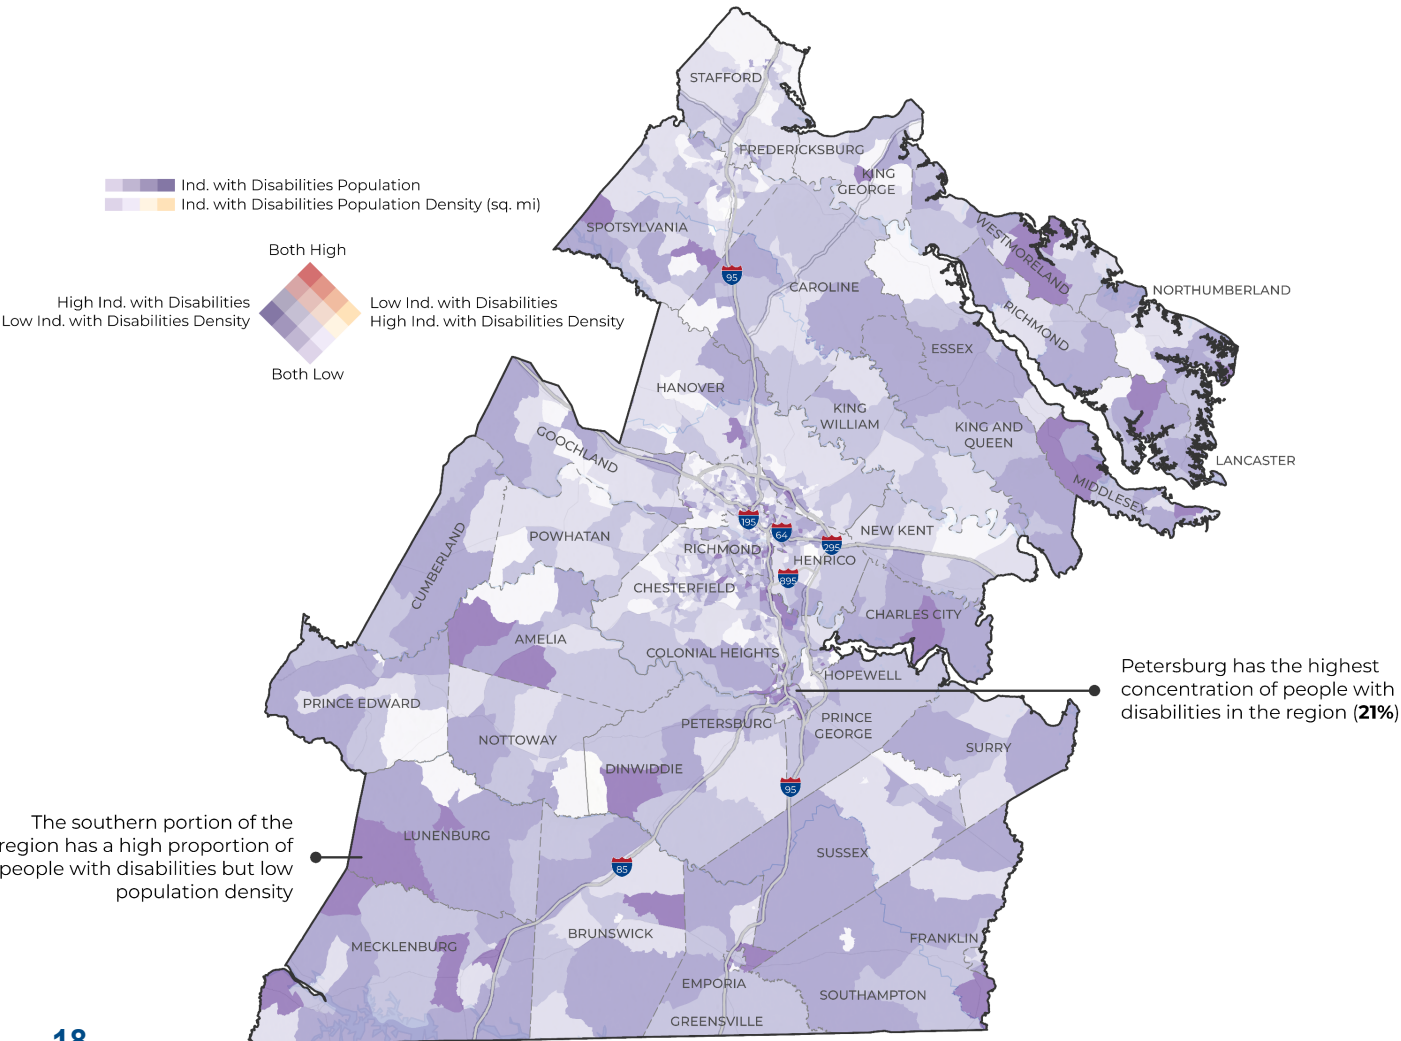 STAFFORD
FREDERICKSBURG
KING
GEORGE
Ind. with Disabilities Population
Ind. with Disabilities Population Density (sq. mi)
SPOTSYLVANIA
WESTMORELAND
Both High
95
CAROLINE
NORTHUMBERLAND
High Ind. with Disabilities
Low Ind. with Disabilities Density
Low Ind. with Disabilities
High Ind. with Disabilities Density
RICHMOND
ESSEX
Both Low
HANOVER
KING
WILLIAM
KING AND
QUEEN
GOOCHLAND
LANCASTER
MIDDLESEX
195
64
295
NEW KENT
POWHATAN
RICHMOND
HENRICO
CUMBERLAND
895
CHESTERFIELD
CHARLES CITY
AMELIA
COLONIAL HEIGHTS
HOPEWELL
Petersburg has the highest
concentration of people with
disabilities in the region (21%)
PRINCE EDWARD
PETERSBURG
PRINCE
GEORGE
NOTTOWAY
SURRY
DINWIDDIE
95
The southern portion of the
region has a high proportion of
people with disabilities but low
population density
LUNENBURG
SUSSEX
85
BRUNSWICK
FRANKLIN
MECKLENBURG
EMPORIA
SOUTHAMPTON
GREENSVILLE
18